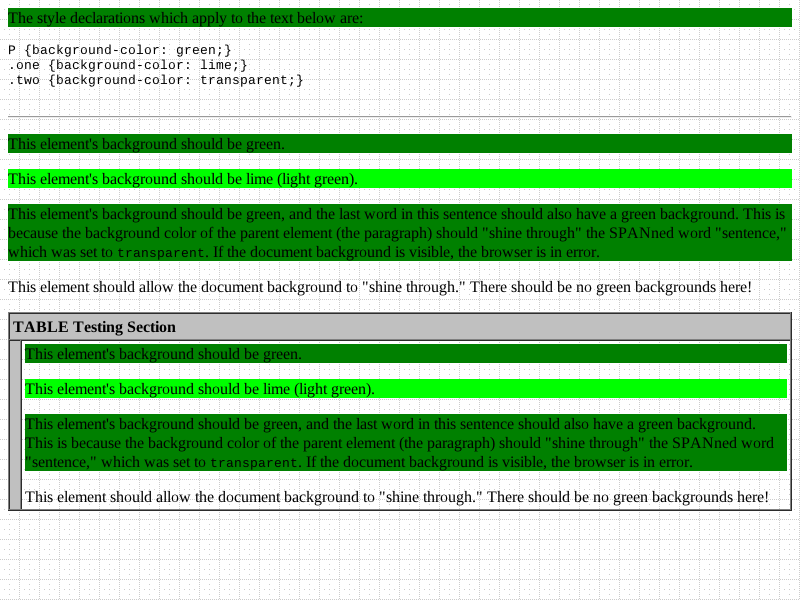 The style declarations which apply to the text below are:
P {background-color: green;}
.one {background-color: lime;}
.two {background-color: transparent;}
This element's background should be green.
This element's background should be lime (light green).
This element's background should be green, and the last word in this sentence should also have a green background. This is
because the background color of the parent element (the paragraph) should "shine through" the SPANned word "sentence,"
which was set to transparent. If the document background is visible, the browser is in error.
This element should allow the document background to "shine through." There should be no green backgrounds here!
TABLE Testing Section
This element's background should be green.
This element's background should be lime (light green).
This element's background should be green, and the last word in this sentence should also have a green background.
This is because the background color of the parent element (the paragraph) should "shine through" the SPANned word
"sentence," which was set to transparent. If the document background is visible, the browser is in error.
This element should allow the document background to "shine through." There should be no green backgrounds here!